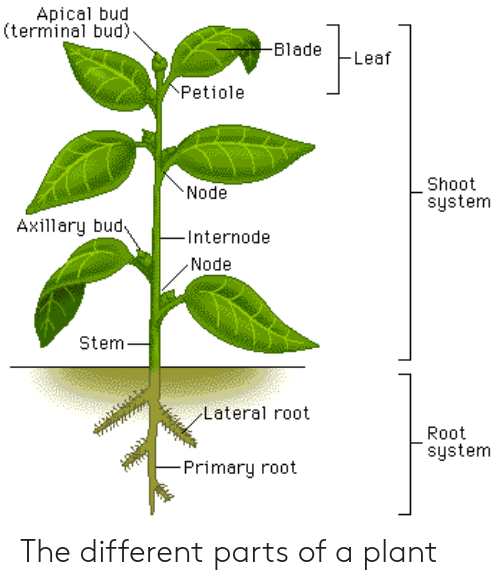 Apical bud
(terminal bud)
Blade
Leaf
Petiole
Shoot
system
Node
Axillary bud
Internode
Node
Stem
Lateral root
Root
system
Primary root
The different parts of a plant